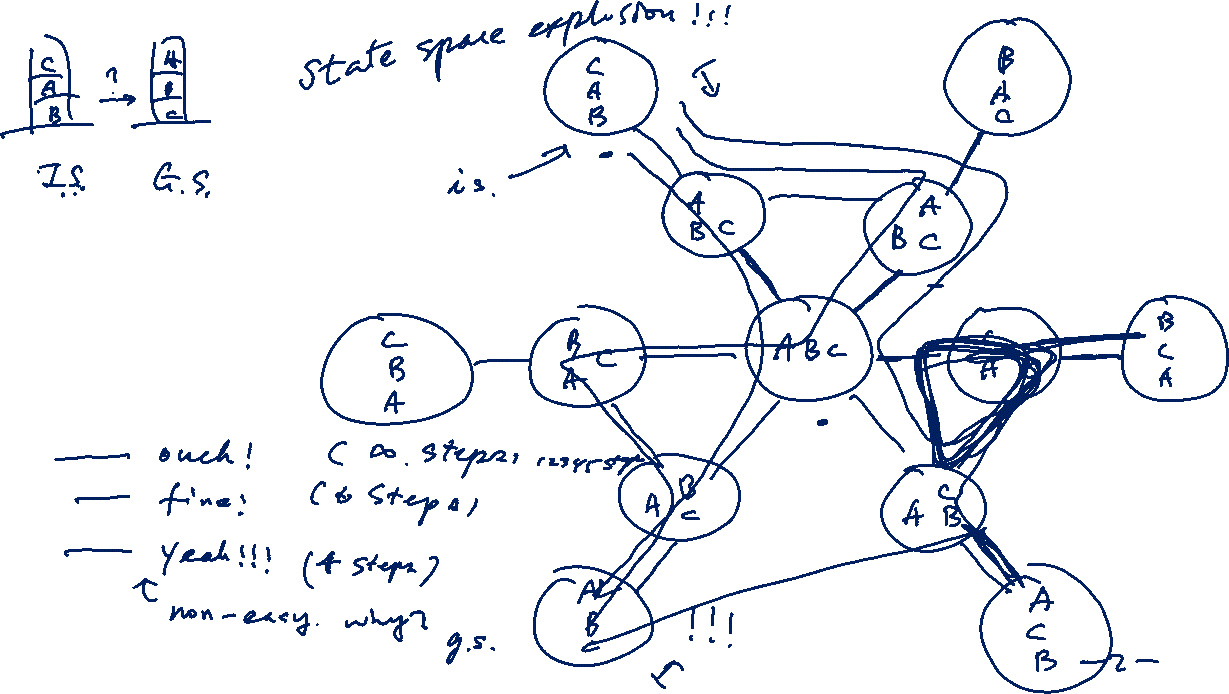 State space explosion!!!
C
A
B
?
A
B
C
I.S.
G.S.
C
A
B
B
A
C
i.s.
A
B C
A
B C
C
B
A
B
A C
A B C
C
A
B
C
A
ouch! ( ∞. steps,
fine! ( 6 steps)
yeah!!! (4 steps)
non-easy. why?
B
A C
C
A B
g.s.
A
B
C
!!!
A
C
B